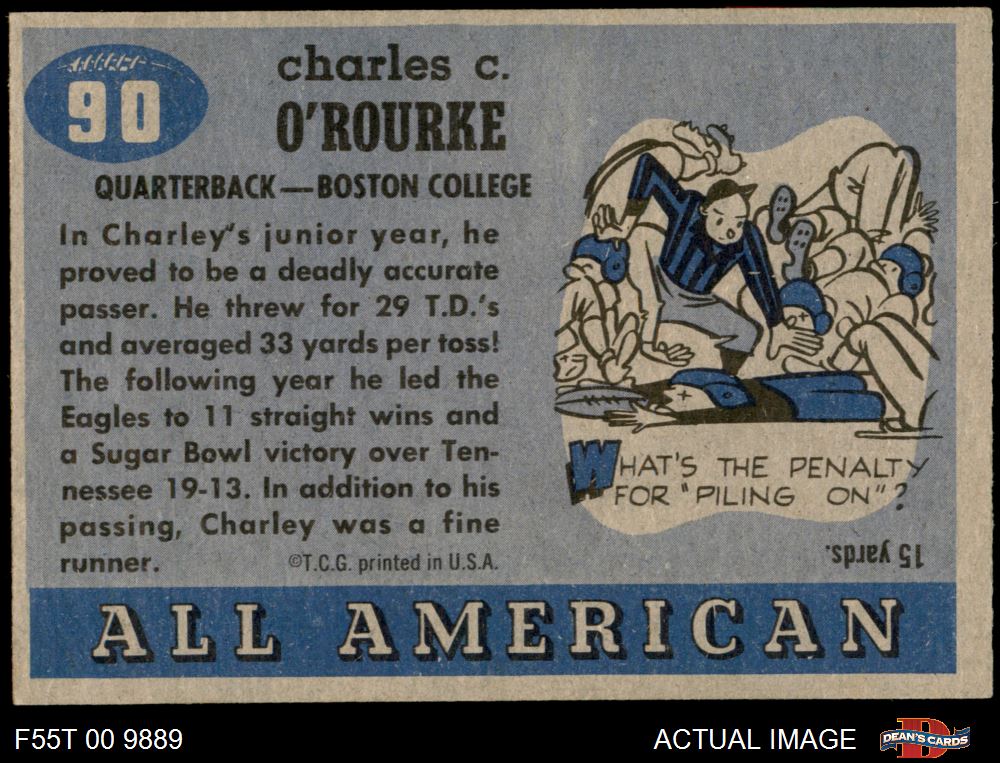 90
charles c.
O'ROURKE
QUARTERBACK—BOSTON COLLEGE
In Charley's junior year, he
proved to be a deadly accurate
passer. He threw for 29 T.D.'s
and averaged 33 yards per toss!
The following year he led the
Eagles to 11 straight wins and
a Sugar Bowl victory over Ten-
nessee 19-13. In addition to his
passing, Charley was a fine
runner.
©T.C.G. printed in U.S.A.
WHAT'S THE PENALTY
FOR "PILING ON"?
15 yards.
ALL AMERICAN
F55T 00 9889
ACTUAL IMAGE
D
DEAN'S CARDS